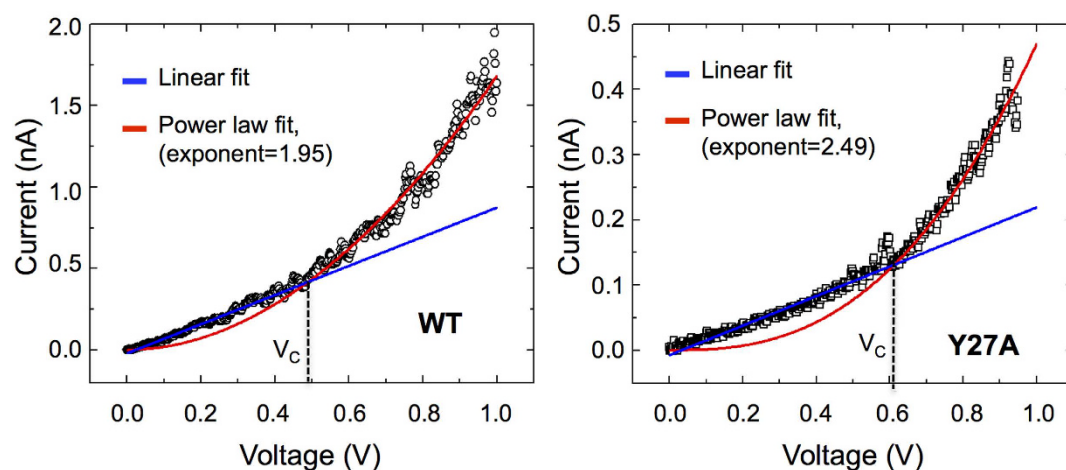 2.0
1.5
1.0
0.5
0.0
Current (nA)
Linear fit
Power law fit,
(exponent=1.95)
WT
V_C
0.0 0.2 0.4 0.6 0.8 1.0
Voltage (V)
0.5
0.4
0.3
0.2
0.1
0.0
Current (nA)
Linear fit
Power law fit,
(exponent=2.49)
V_C
Y27A
0.0 0.2 0.4 0.6 0.8 1.0
Voltage (V)